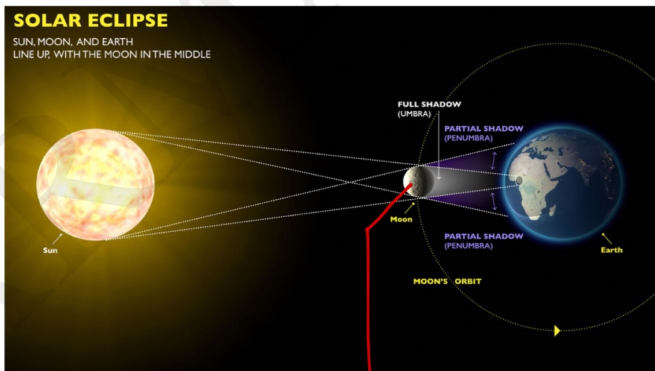 SOLAR ECLIPSE
SUN, MOON, AND EARTH
LINE UP, WITH THE MOON IN THE MIDDLE
FULL SHADOW
(UMBRA)
PARTIAL SHADOW
(PENUMBRA)
Sun
Moon
PARTIAL SHADOW
(PENUMBRA)
Earth
MOON'S ORBIT